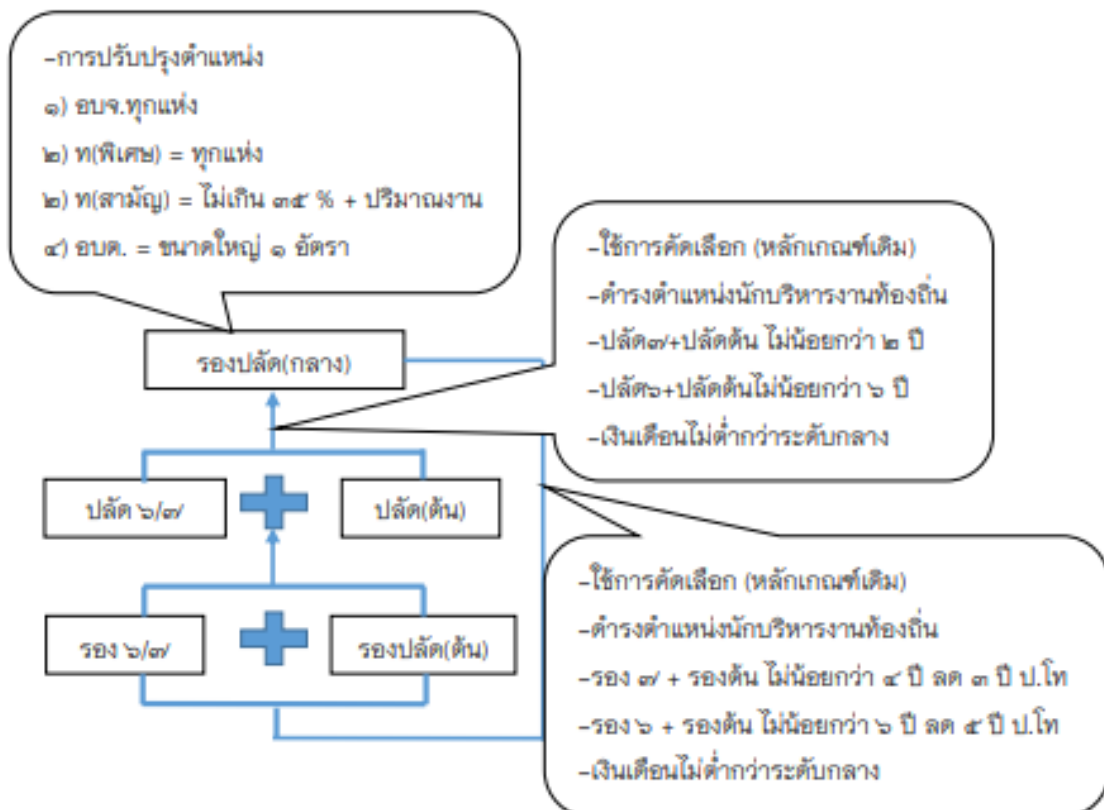 -การปรับปรุงตำแหน่ง
๑) อบจ.ทุกแห่ง
๒) ท(พิเศษ) = ทุกแห่ง
๒) ท(สามัญ) = ไม่เกิน ๓๕ % + ปริมาณงาน
๔) อบต. = ขนาดใหญ่ ๑ อัตรา
-ใช้การคัดเลือก (หลักเกณฑ์เดิม)
-ดำรงตำแหน่งนักบริหารงานท้องถิ่น
-ปลัด๗+ปลัดต้น ไม่น้อยกว่า ๒ ปี
-ปลัด๖+ปลัดต้นไม่น้อยกว่า ๖ ปี
-เงินเดือนไม่ต่ำกว่าระดับกลาง
รองปลัด(กลาง)
ปลัด ๖/๗
ปลัด(ต้น)
รอง ๖/๗
รองปลัด(ต้น)
-ใช้การคัดเลือก (หลักเกณฑ์เดิม)
-ดำรงตำแหน่งนักบริหารงานท้องถิ่น
-รอง ๗ + รองต้น ไม่น้อยกว่า ๔ ปี ลด ๓ ปี ป.โท
-รอง ๖ + รองต้น ไม่น้อยกว่า ๖ ปี ลด ๕ ปี ป.โท
-เงินเดือนไม่ต่ำกว่าระดับกลาง